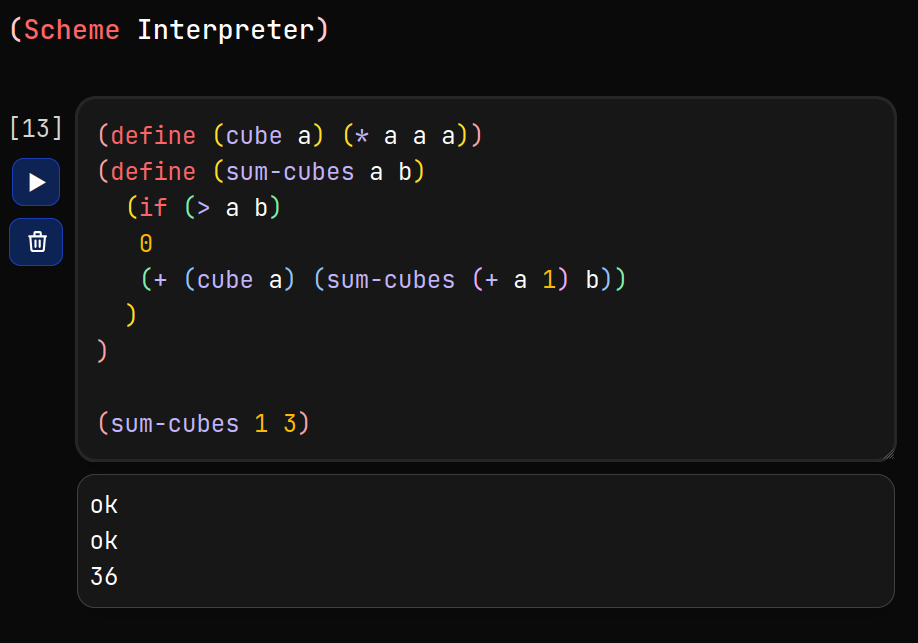 (Scheme Interpreter)
[13]
(define (cube a) (* a a a))
(define (sum-cubes a b)
  (if (> a b)
   0
   (+ (cube a) (sum-cubes (+ a 1) b))
  )
)
(sum-cubes 1 3)
ok
ok
36